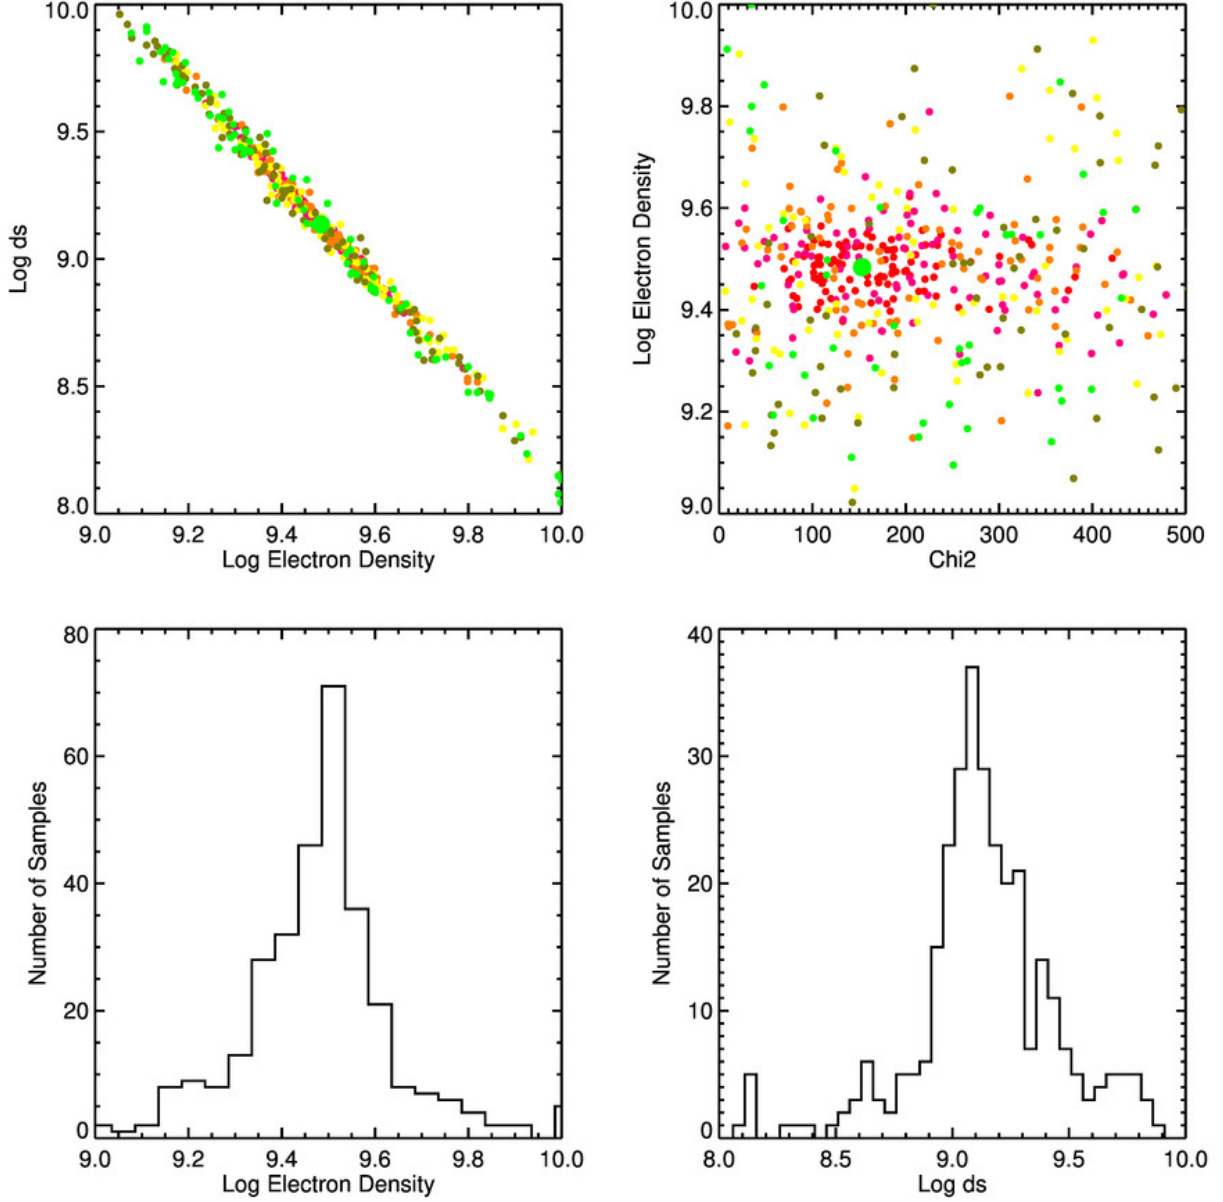 10.0
9.5
9.0
8.5
8.0
Log ds
9.0 9.2 9.4 9.6 9.8 10.0
Log Electron Density
10.0
9.8
9.6
9.4
9.2
9.0
Log Electron Density
0 100 200 300 400 500
Chi2
80
60
40
20
0
Number of Samples
9.0 9.2 9.4 9.6 9.8 10.0
Log Electron Density
40
30
20
10
0
Number of Samples
8.0 8.5 9.0 9.5 10.0
Log ds